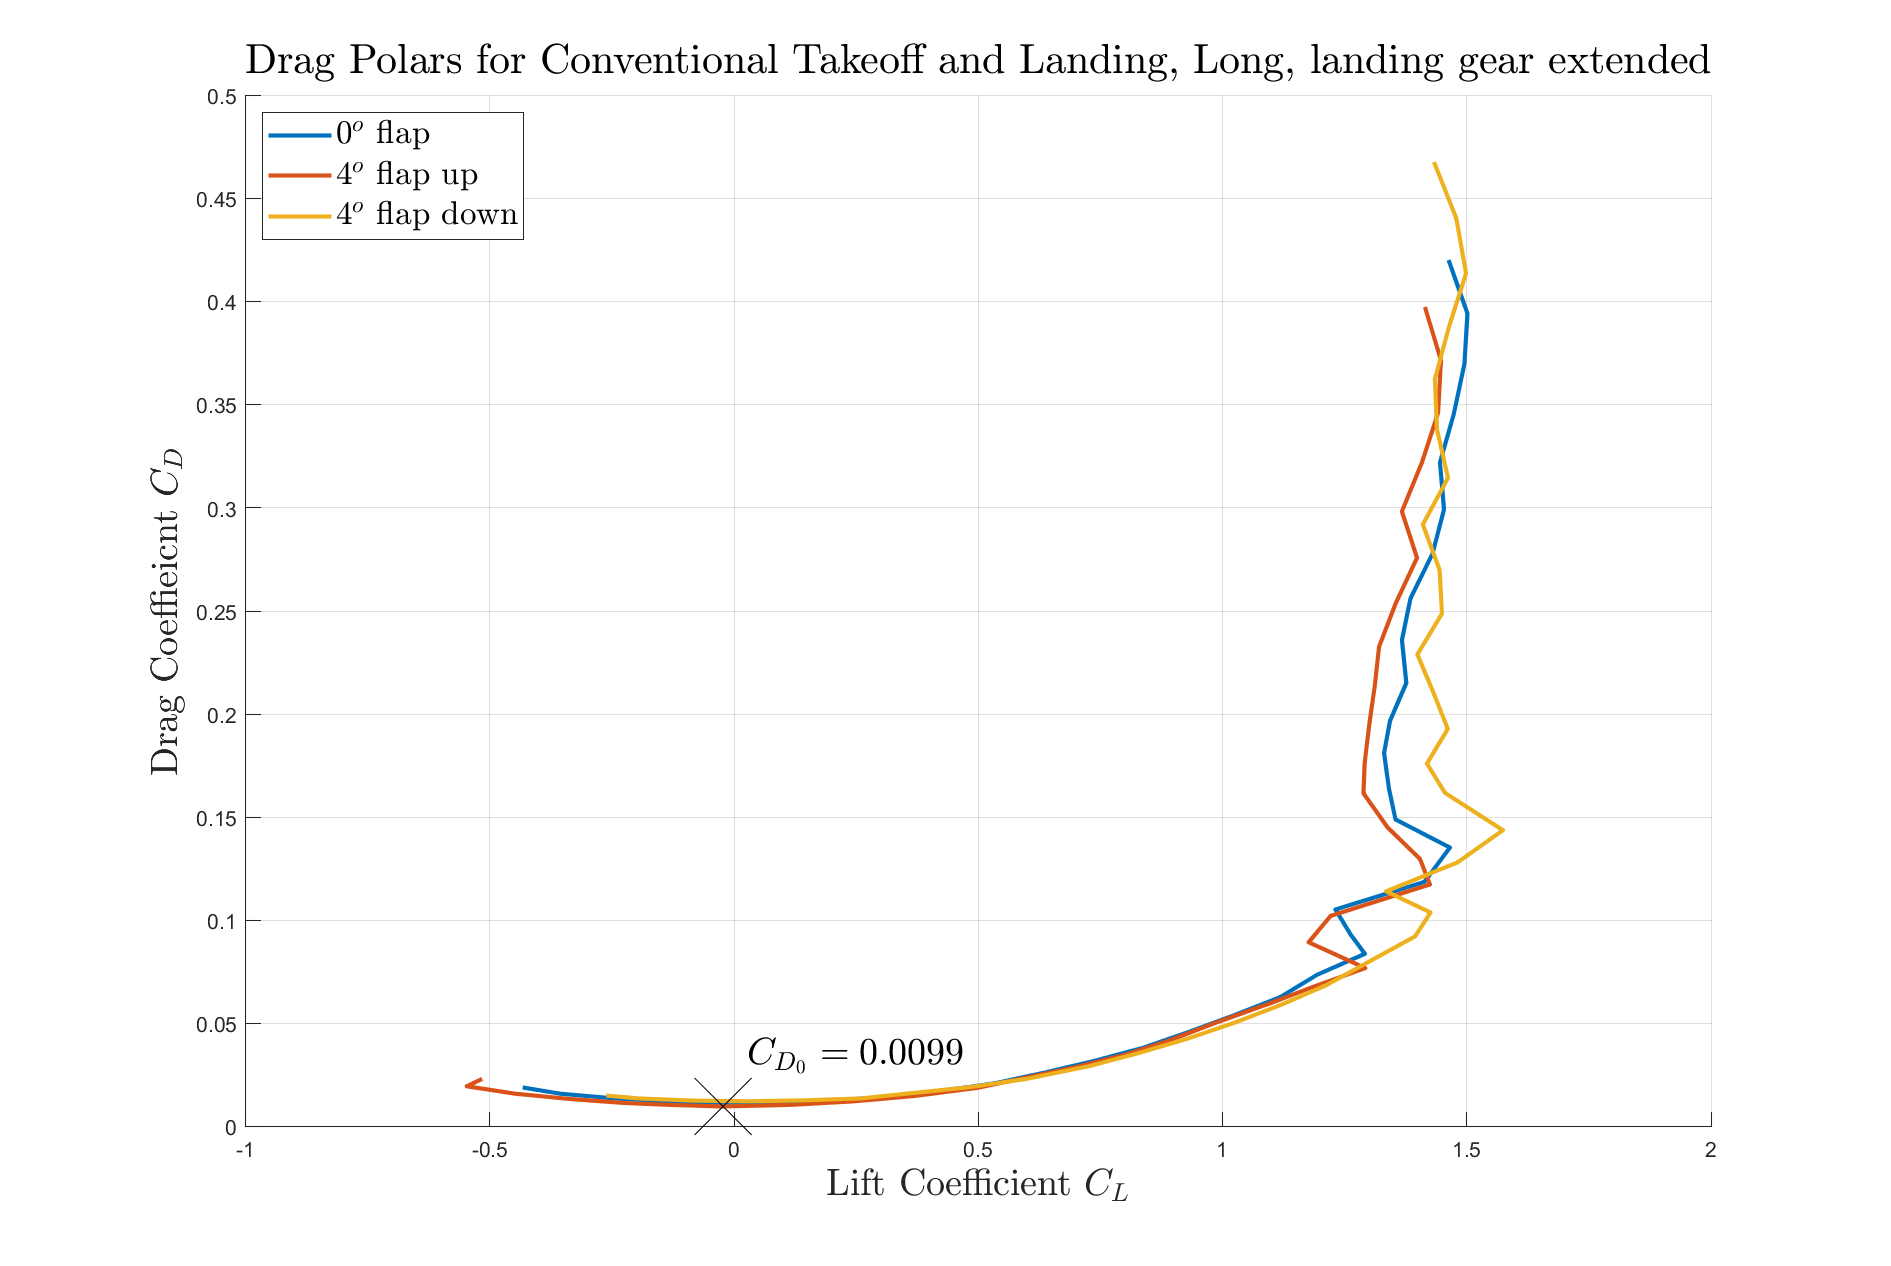 Drag Polars for Conventional Takeoff and Landing, Long, landing gear extended
0.5
0.45
0.4
0.35
0.3
0.25
0.2
0.15
0.1
0.05
0
0° flap
4° flap up
4° flap down
Drag Coeffieicnt C_D
C_{D_0} = 0.0099
-1 -0.5 0 0.5 1 1.5 2
Lift Coefficient C_L